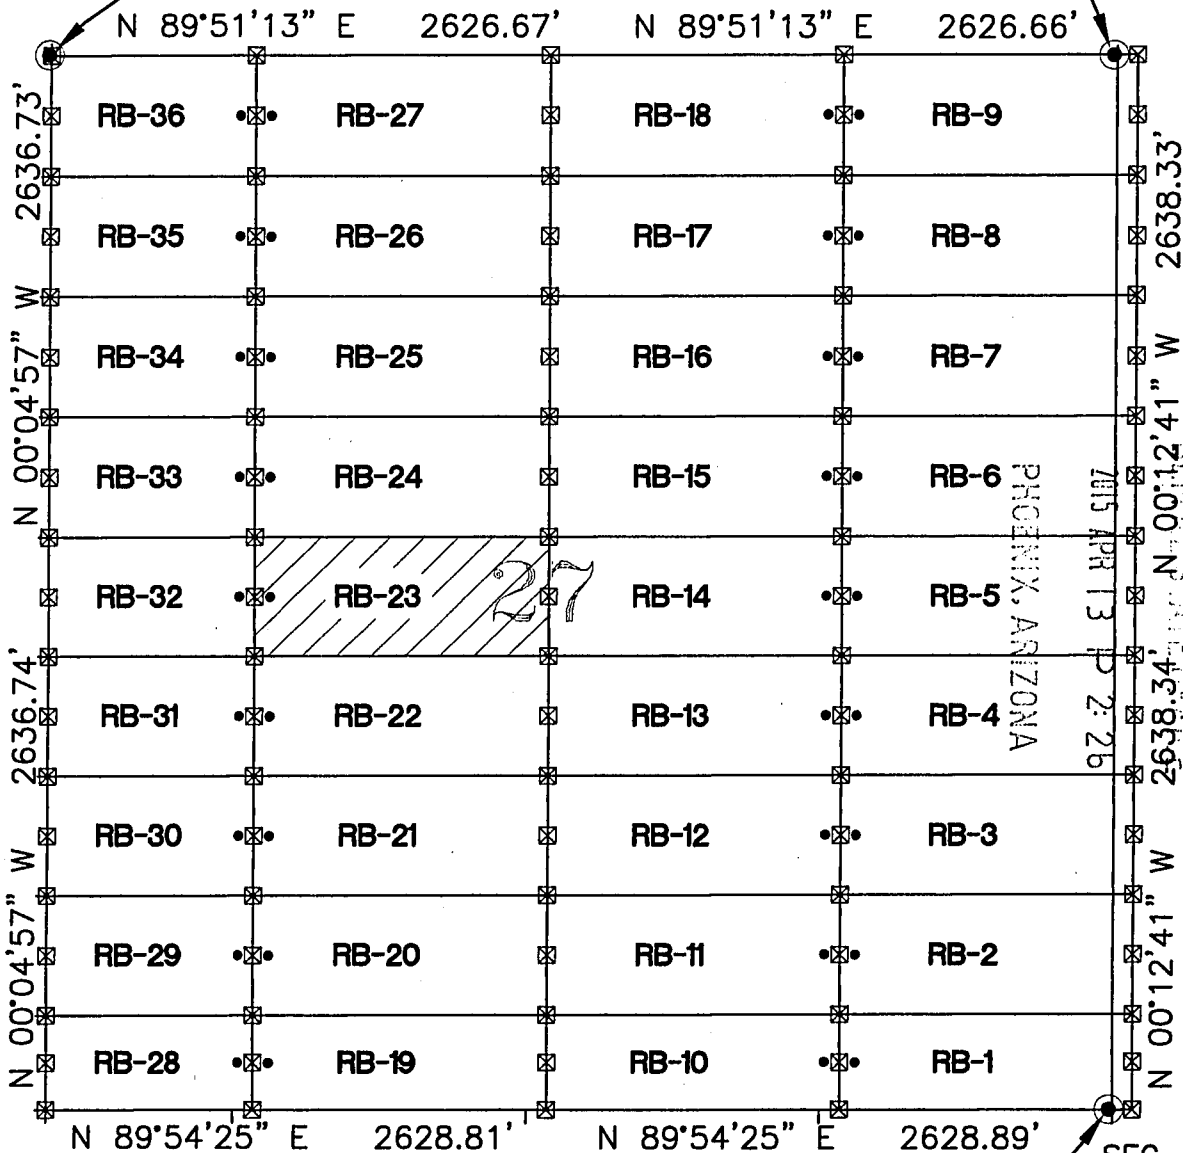 N 89°51'13" E 2626.67' N 89°51'13" E 2626.66'
RB-36 RB-27 RB-18 RB-9
RB-35 RB-26 RB-17 RB-8
RB-34 RB-25 RB-16 RB-7
RB-33 RB-24 RB-15 RB-6
RB-32 RB-23 27 RB-14 RB-5
RB-31 RB-22 RB-13 RB-4
RB-30 RB-21 RB-12 RB-3
RB-29 RB-20 RB-11 RB-2
RB-28 RB-19 RB-10 RB-1
N 00°04'57" W 2636.73'
N 00°04'57" W 2636.74'
N 00°12'41" W 2638.33'
N 00°12'41" W 2638.34'
2015 APR 13 P 2:26
PHOENIX, ARIZONA
N 89°54'25" E 2628.81' N 89°54'25" E 2628.89'